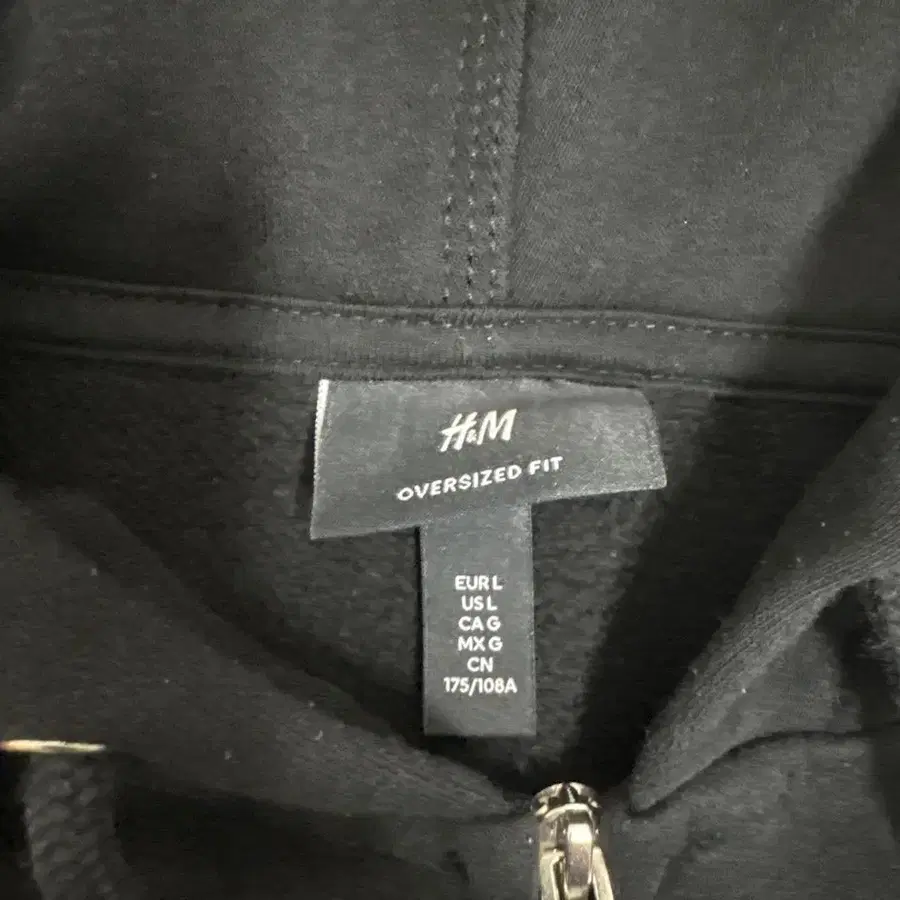 H&M
OVERSIZED FIT
EUR L
US L
CA G
MX G
CN
175/108A